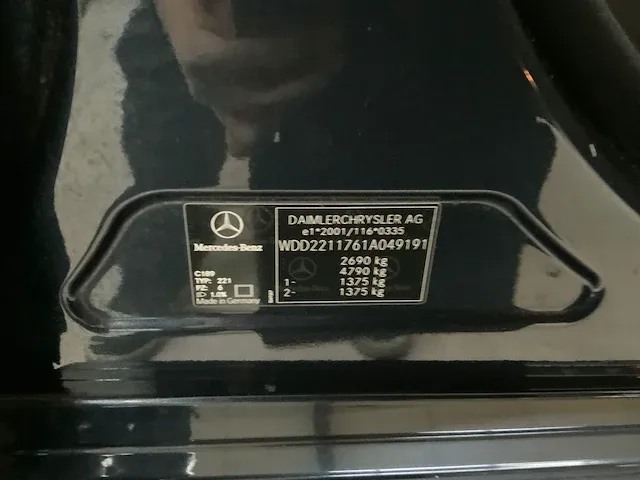 Mercedes-Benz
TYP: 221
Made in Germany
DAIMLERCHRYSLER AG
e1*2001/116*0335
WDD2211761A049191
2690 kg
4790 kg
1- 1375 kg
2- 1375 kg